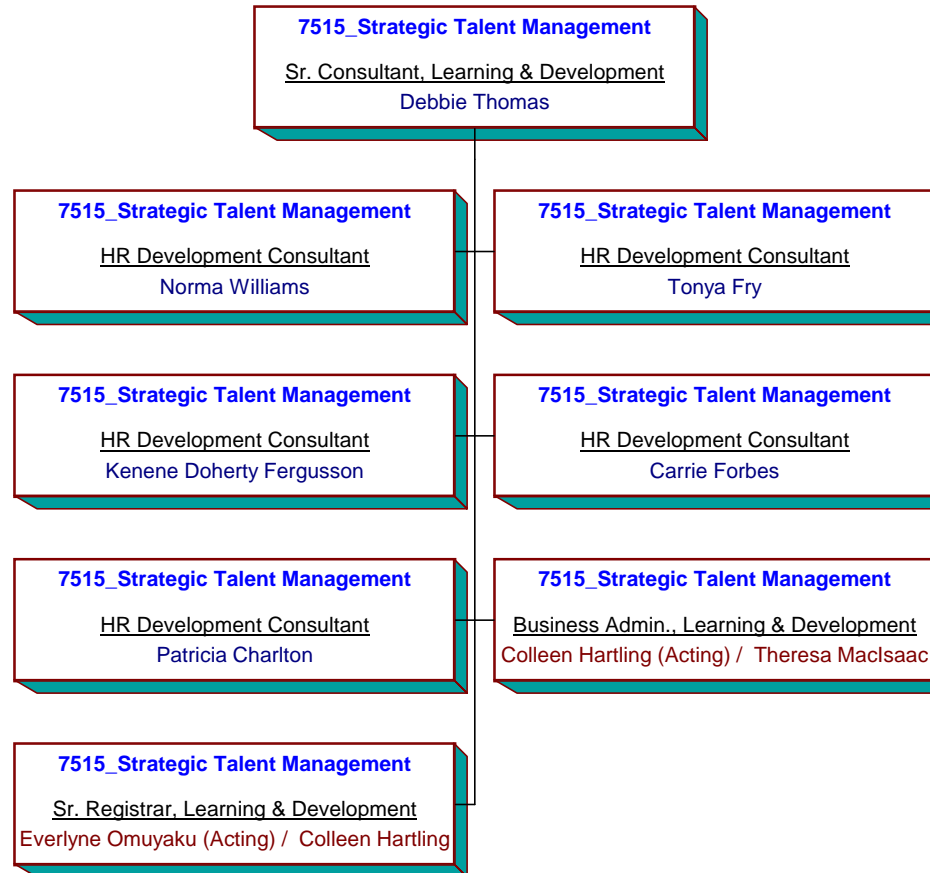 7515_Strategic Talent Management
Sr. Consultant, Learning & Development
Debbie Thomas
7515_Strategic Talent Management
HR Development Consultant
Norma Williams
7515_Strategic Talent Management
HR Development Consultant
Tonya Fry
7515_Strategic Talent Management
HR Development Consultant
Kenene Doherty Fergusson
7515_Strategic Talent Management
HR Development Consultant
Carrie Forbes
7515_Strategic Talent Management
HR Development Consultant
Patricia Charlton
7515_Strategic Talent Management
Business Admin., Learning & Development
Colleen Hartling (Acting) / Theresa MacIsaac
7515_Strategic Talent Management
Sr. Registrar, Learning & Development
Everlyne Omuyaku (Acting) / Colleen Hartling